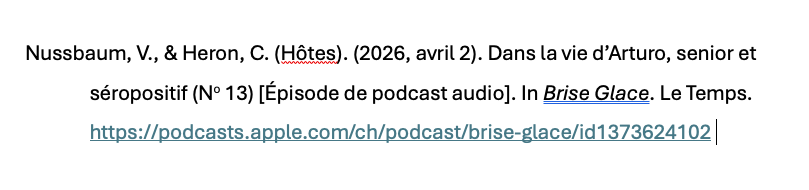 Nussbaum, V., & Heron, C. (Hôtes). (2026, avril 2). Dans la vie d’Arturo, senior et
séropositif (Nº 13) [Épisode de podcast audio]. In Brise Glace. Le Temps.
https://podcasts.apple.com/ch/podcast/brise-glace/id1373624102